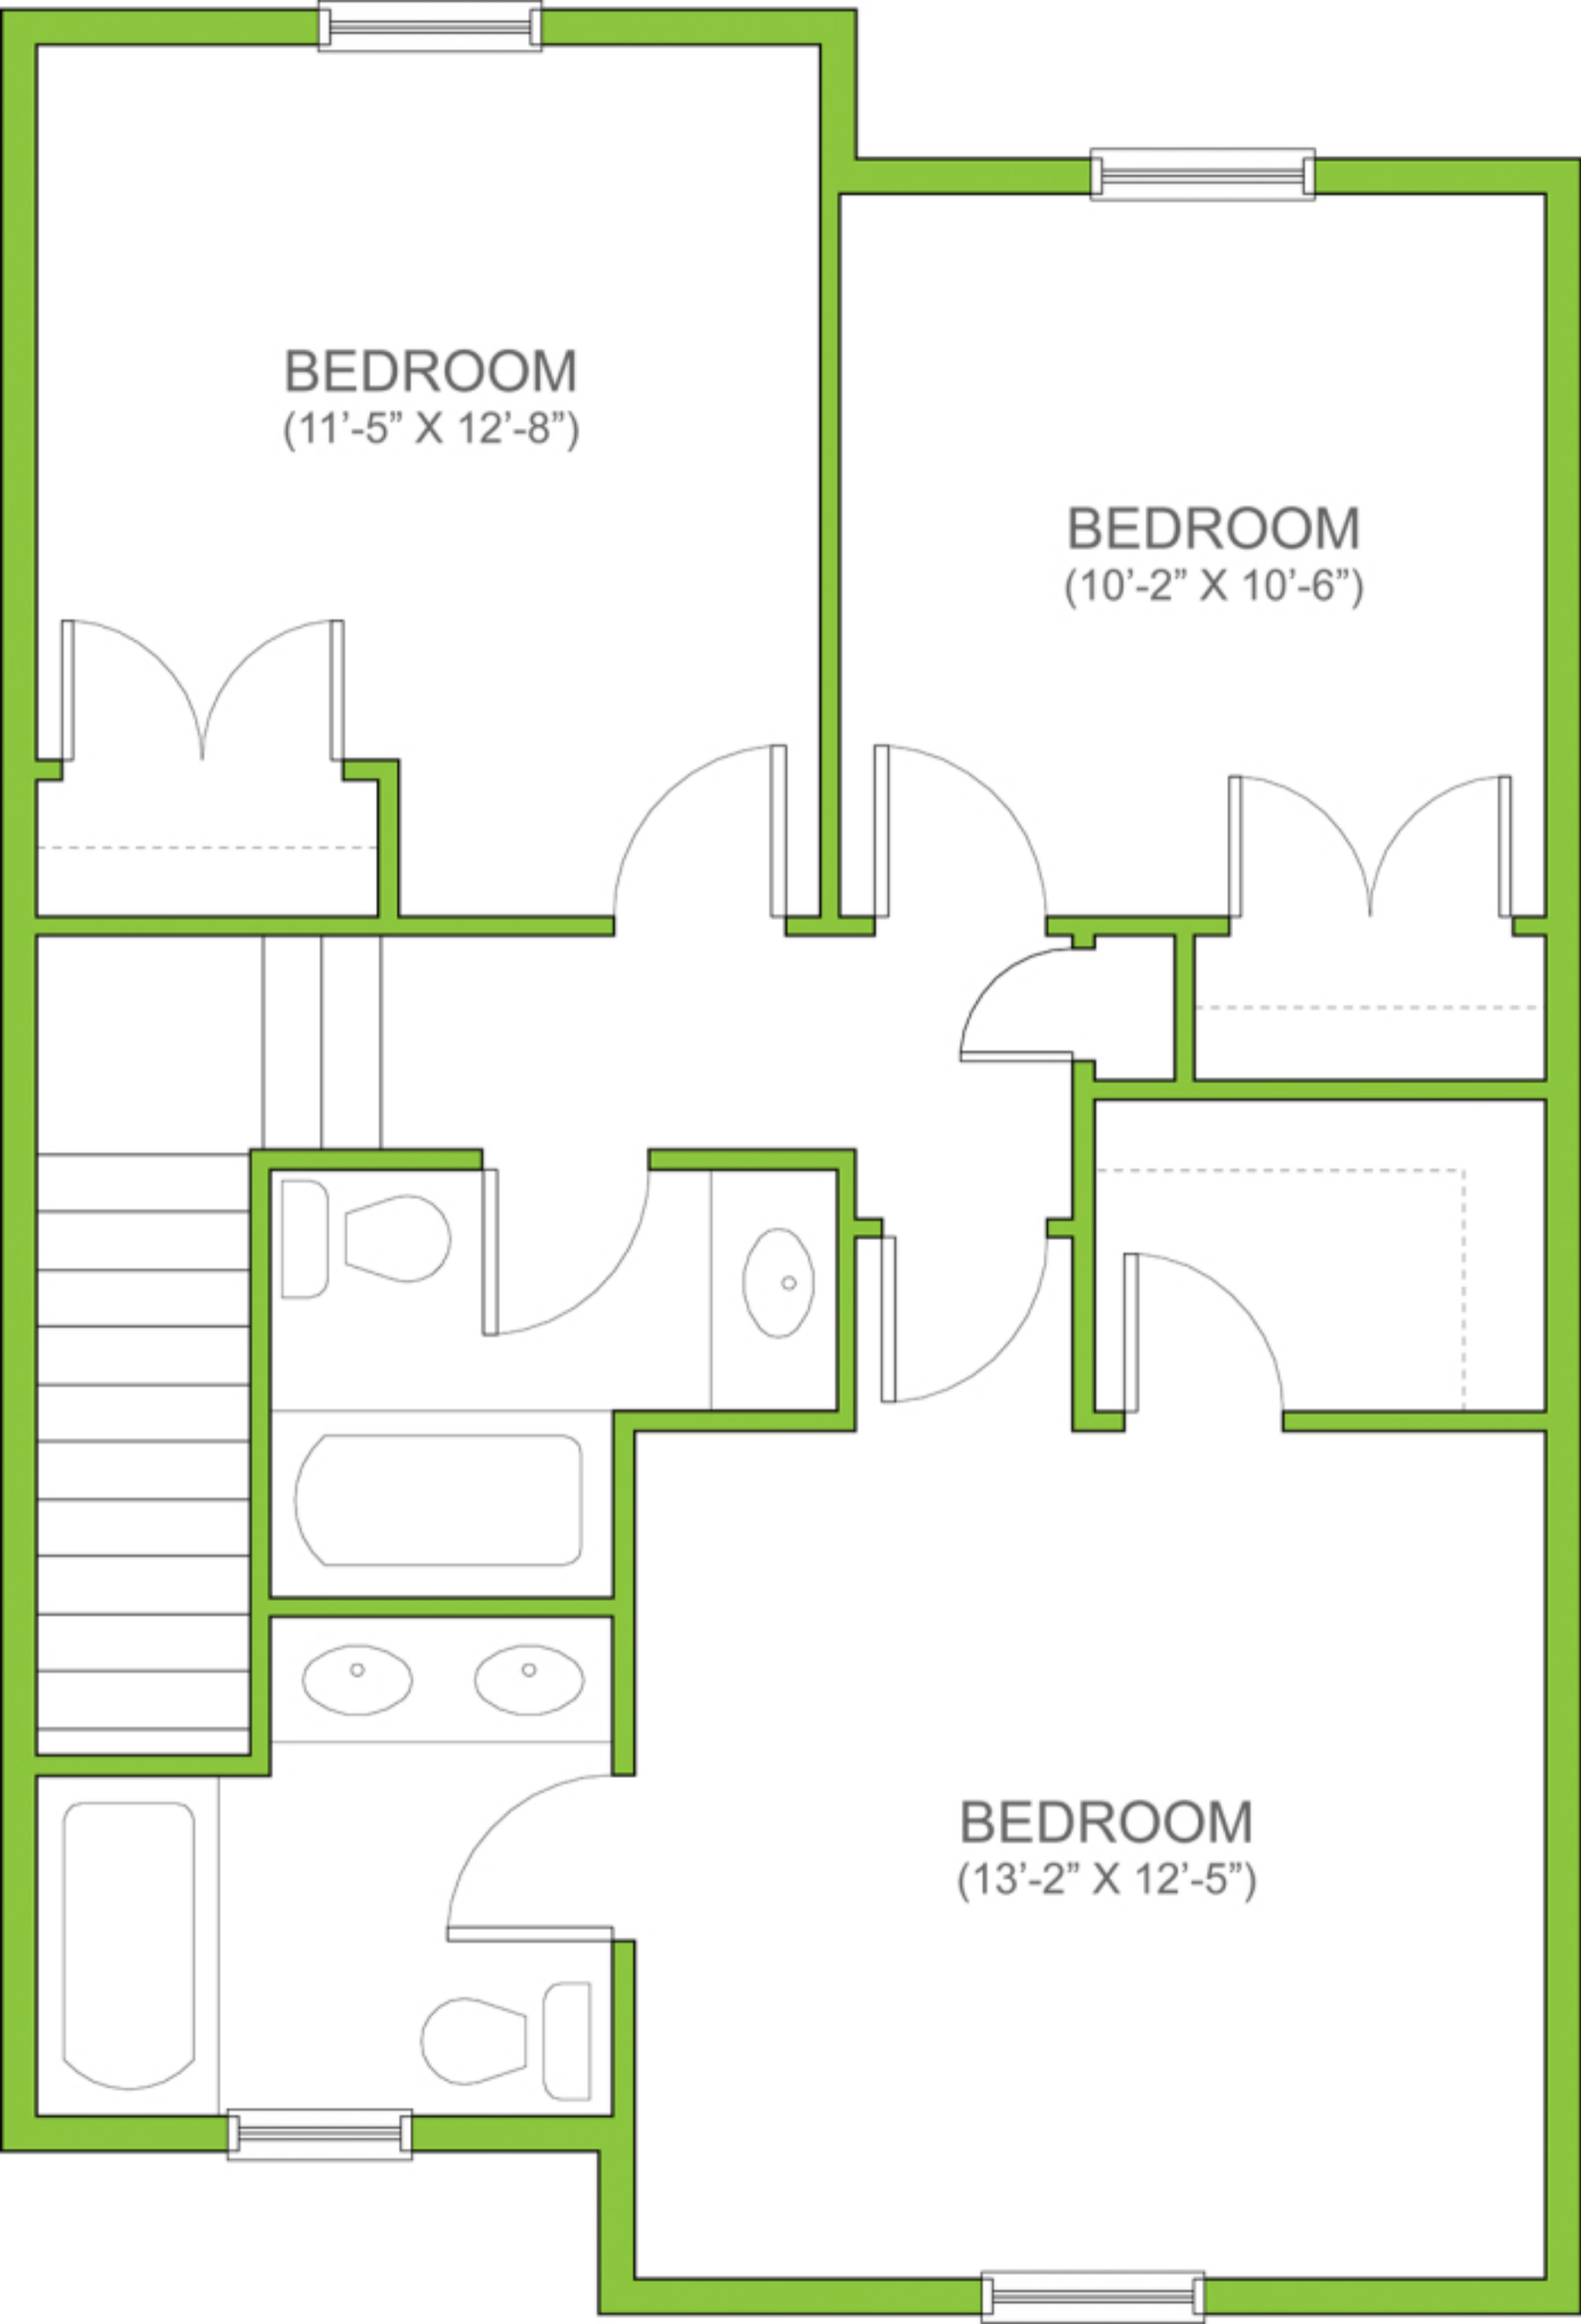 BEDROOM
(11’-5” X 12’-8”)
BEDROOM
(10’-2” X 10’-6”)
BEDROOM
(13’-2” X 12’-5”)